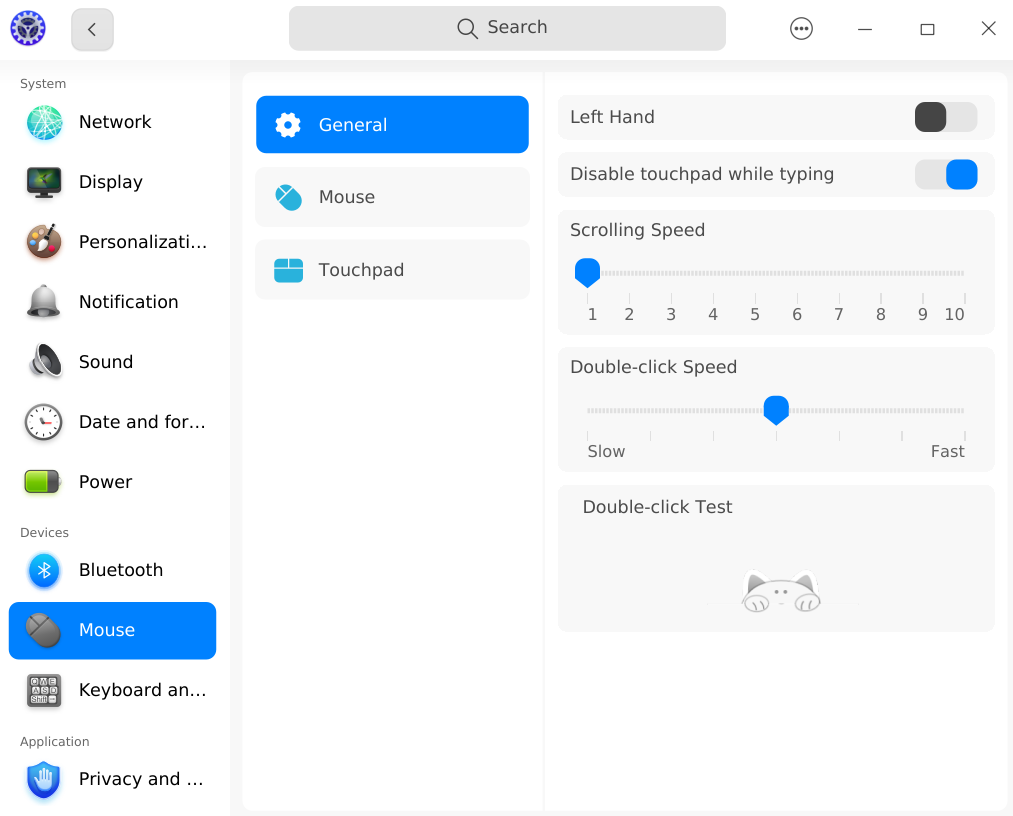 Search
System
Network
Display
Personalizati...
Notification
Sound
Date and for...
Power
Devices
Bluetooth
Mouse
Keyboard an...
Application
Privacy and ...
General
Mouse
Touchpad
Left Hand
Disable touchpad while typing
Scrolling Speed
1 2 3 4 5 6 7 8 9 10
Double-click Speed
Slow Fast
Double-click Test